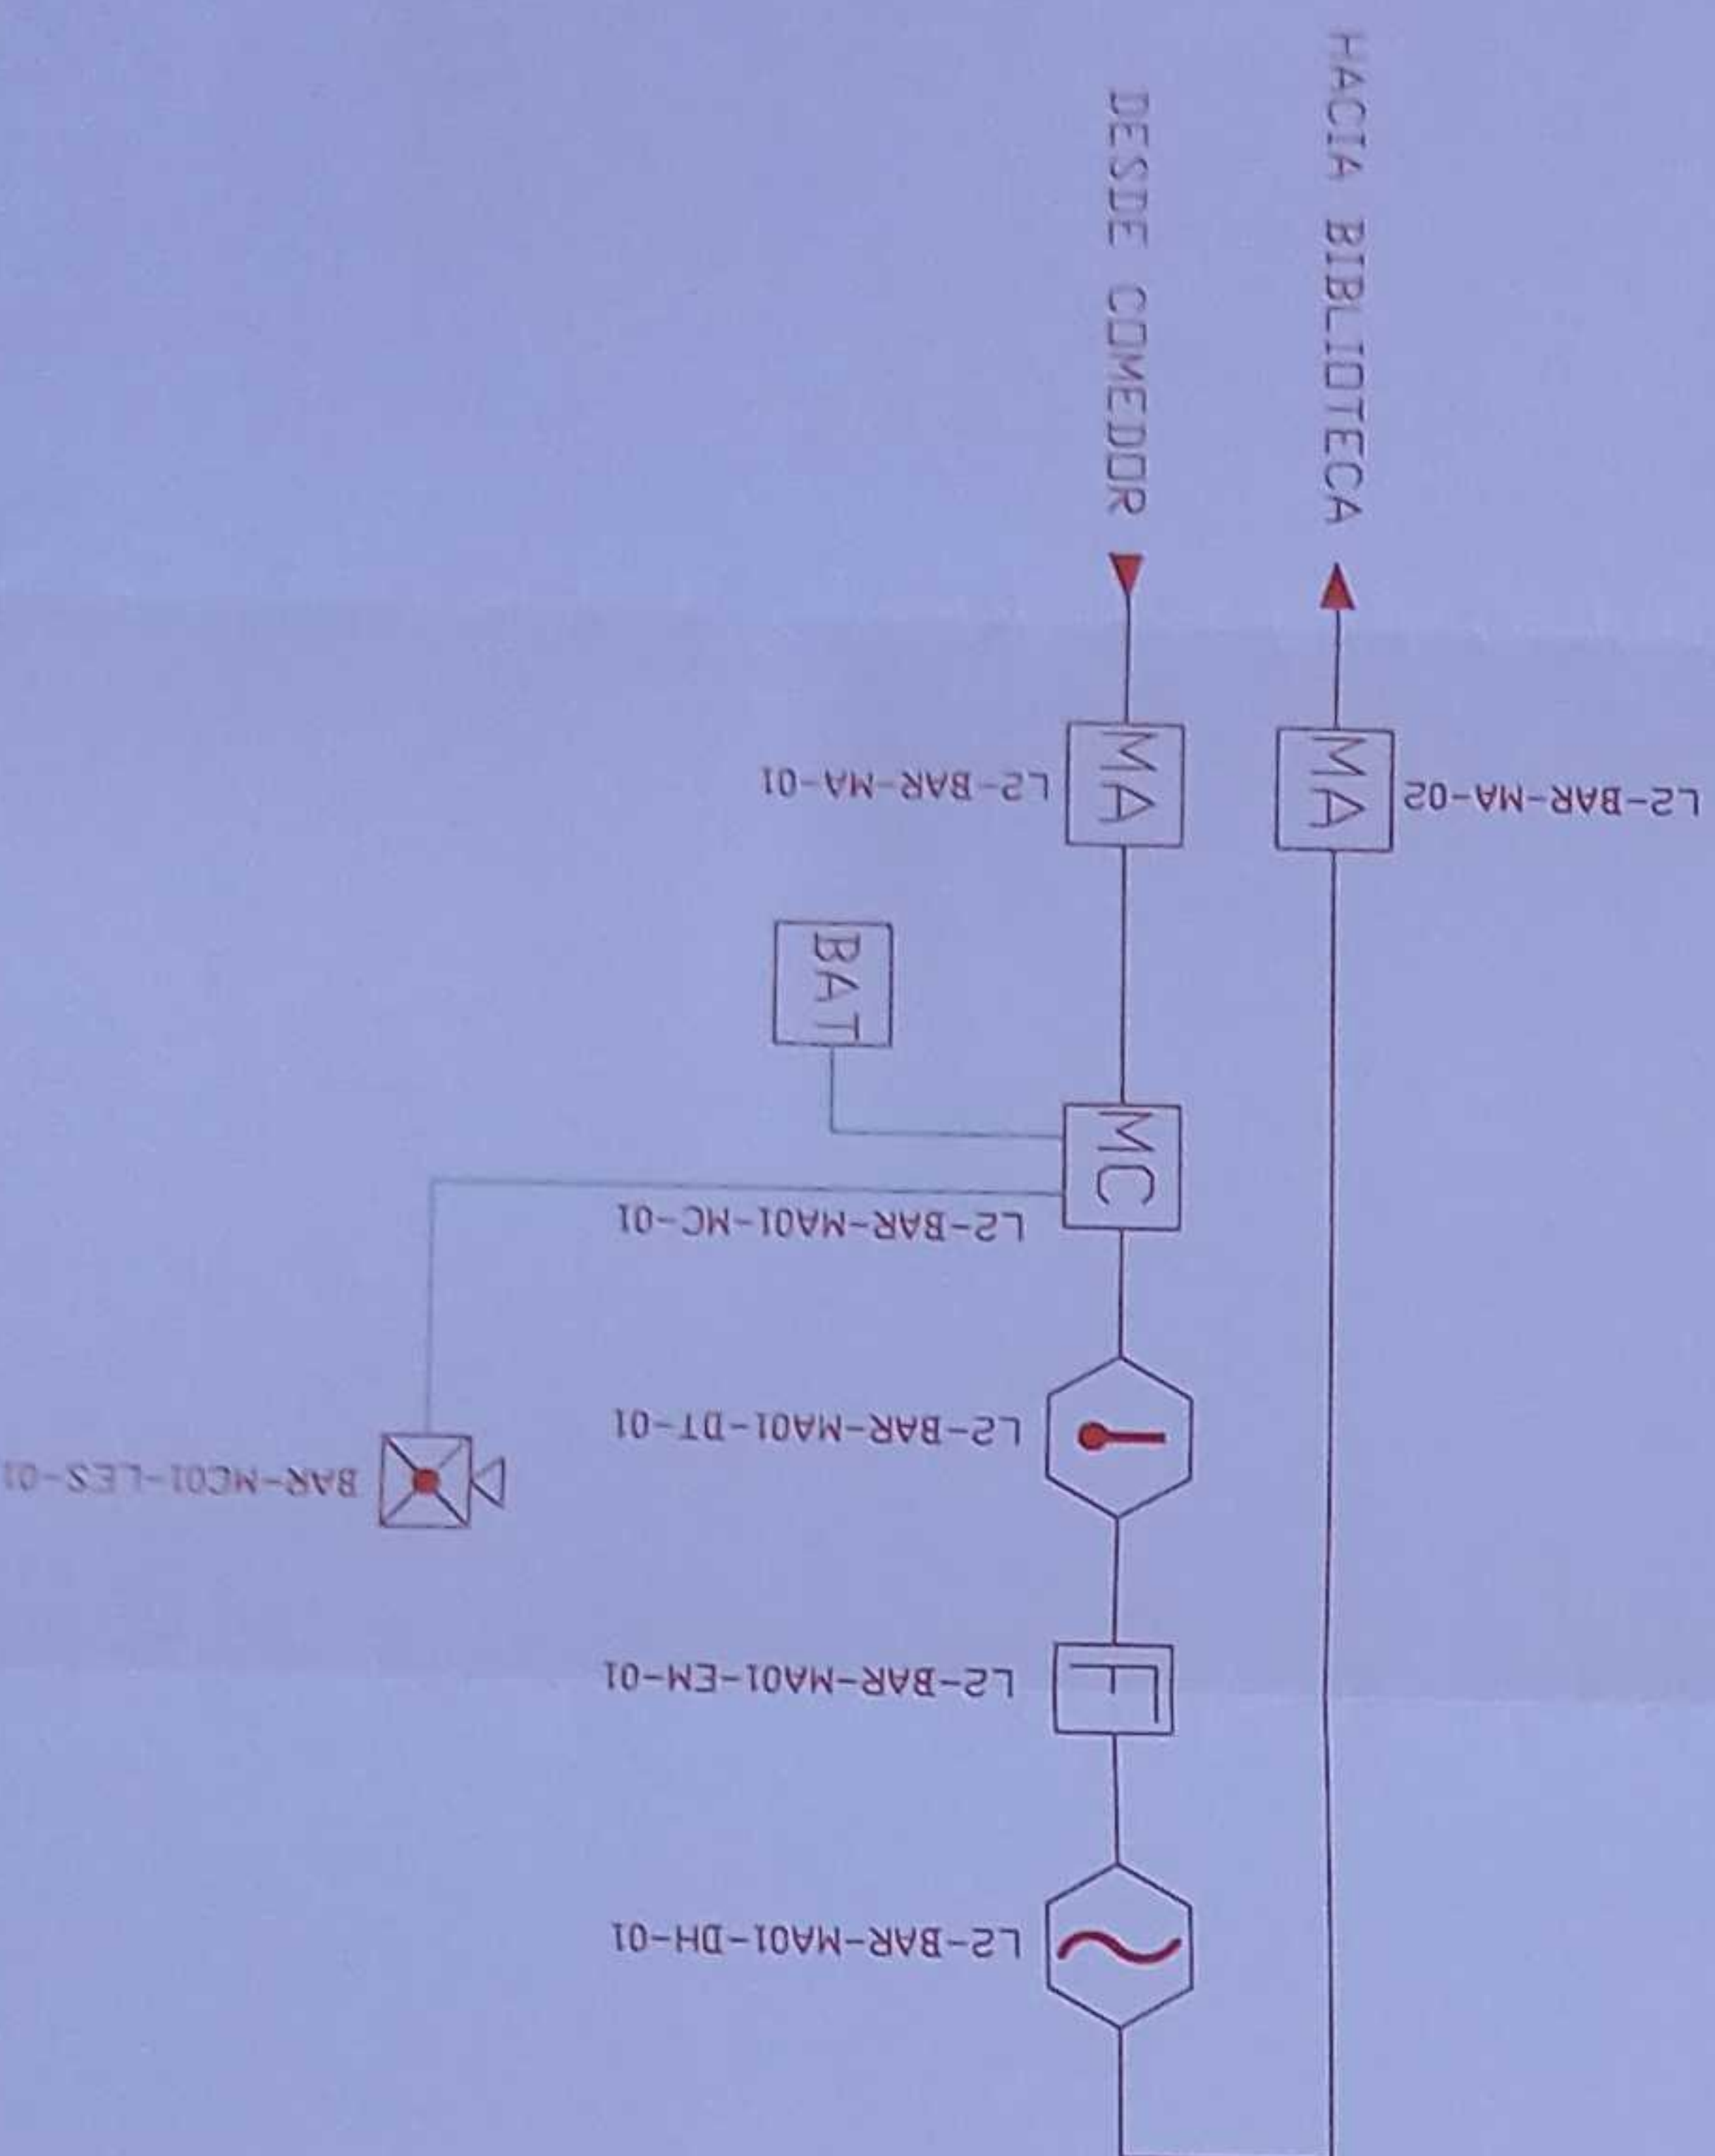 HACIA BIBLIOTECA
DESDE COMEDOR
MA
L2-BAR-MA-01
MA
L2-BAR-MA-02
BAT
MC
L2-BAR-MA01-MC-01
L2-BAR-MA01-DT-01
BAR-MC01-LES-01
L2-BAR-MA01-EM-01
L2-BAR-MA01-DH-01